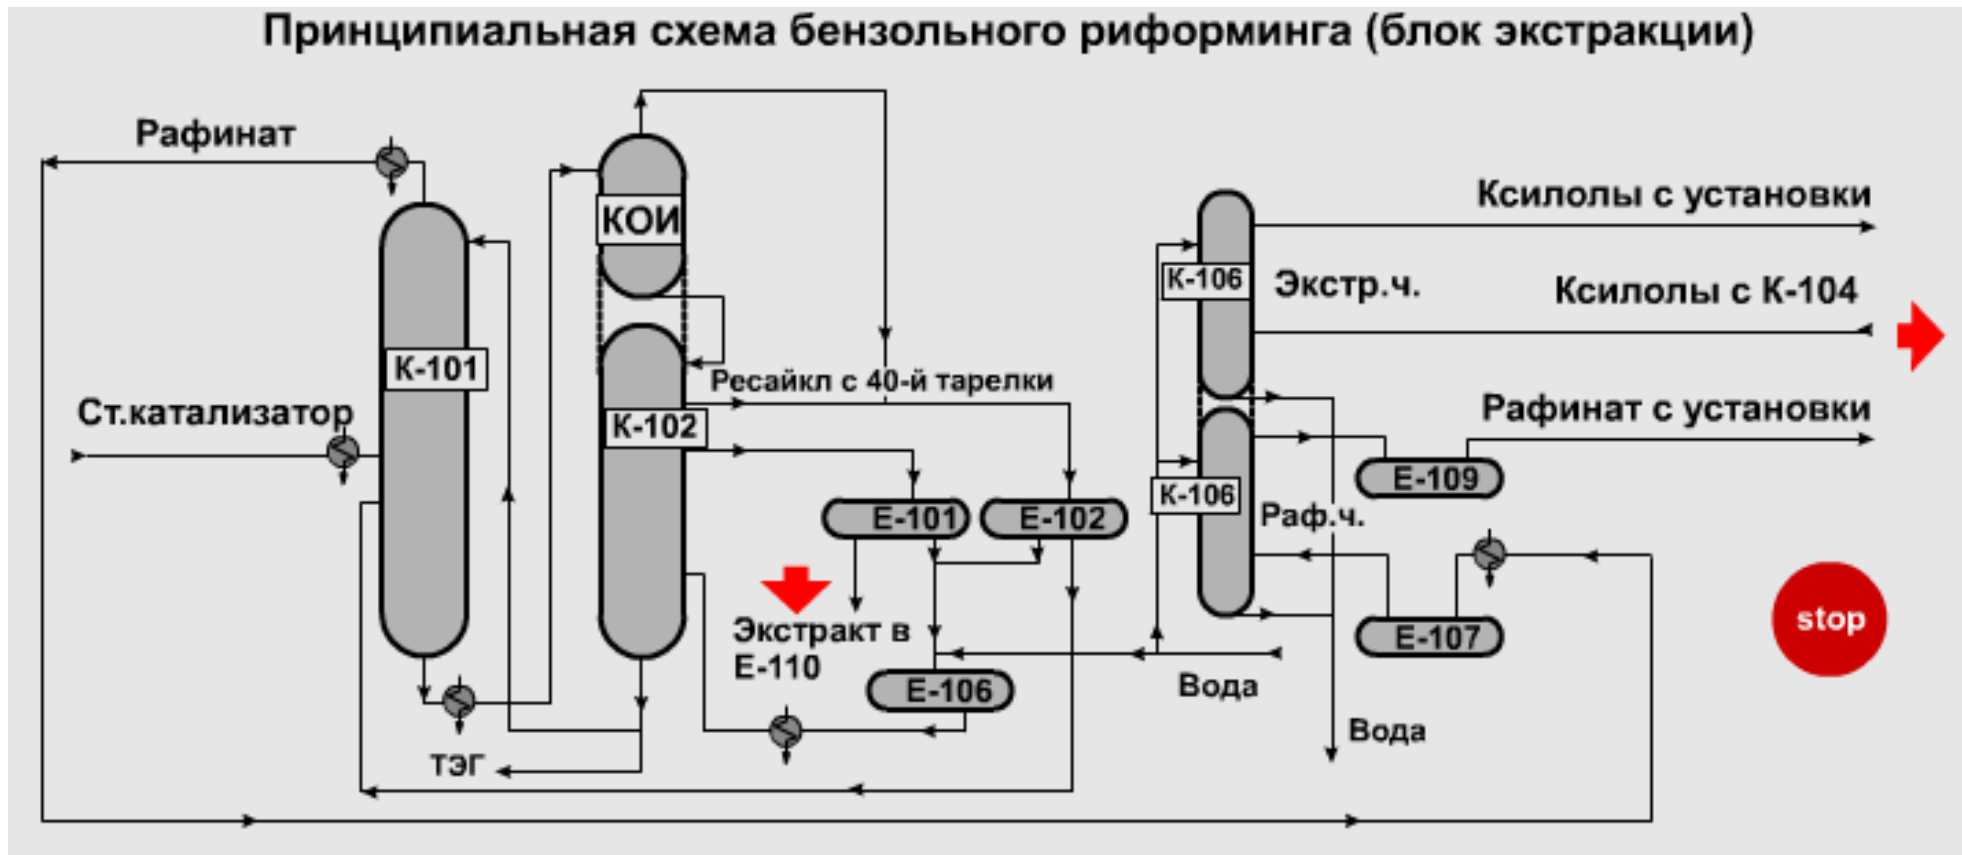 Принципиальная схема бензольного риформинга (блок экстракции)
Рафинат
КОИ
Ксилолы с установки
К-106
Экстр.ч.
Ксилолы с К-104
К-101
Ресайкл с 40-й тарелки
Ст.катализатор
К-102
Рафинат с установки
Е-109
К-106
Раф.ч.
Е-101
Е-102
stop
Экстракт в
Е-110
Е-107
Е-106
Вода
Вода
ТЭГ